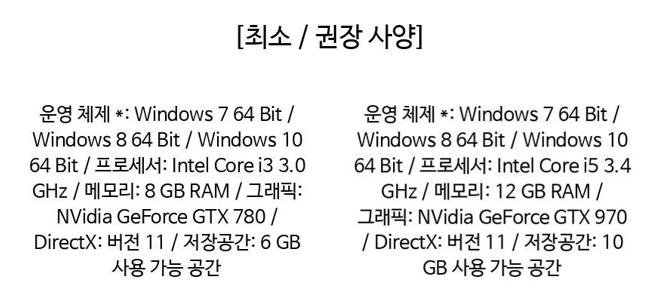 [최소 / 권장 사양]
운영 체제 *: Windows 7 64 Bit /
Windows 8 64 Bit / Windows 10
64 Bit / 프로세서: Intel Core i3 3.0
GHz / 메모리: 8 GB RAM / 그래픽:
NVidia GeForce GTX 780 /
DirectX: 버전 11 / 저장공간: 6 GB
사용 가능 공간
운영 체제 *: Windows 7 64 Bit /
Windows 8 64 Bit / Windows 10
64 Bit / 프로세서: Intel Core i5 3.4
GHz / 메모리: 12 GB RAM /
그래픽: NVidia GeForce GTX 970
/ DirectX: 버전 11 / 저장공간: 10
GB 사용 가능 공간